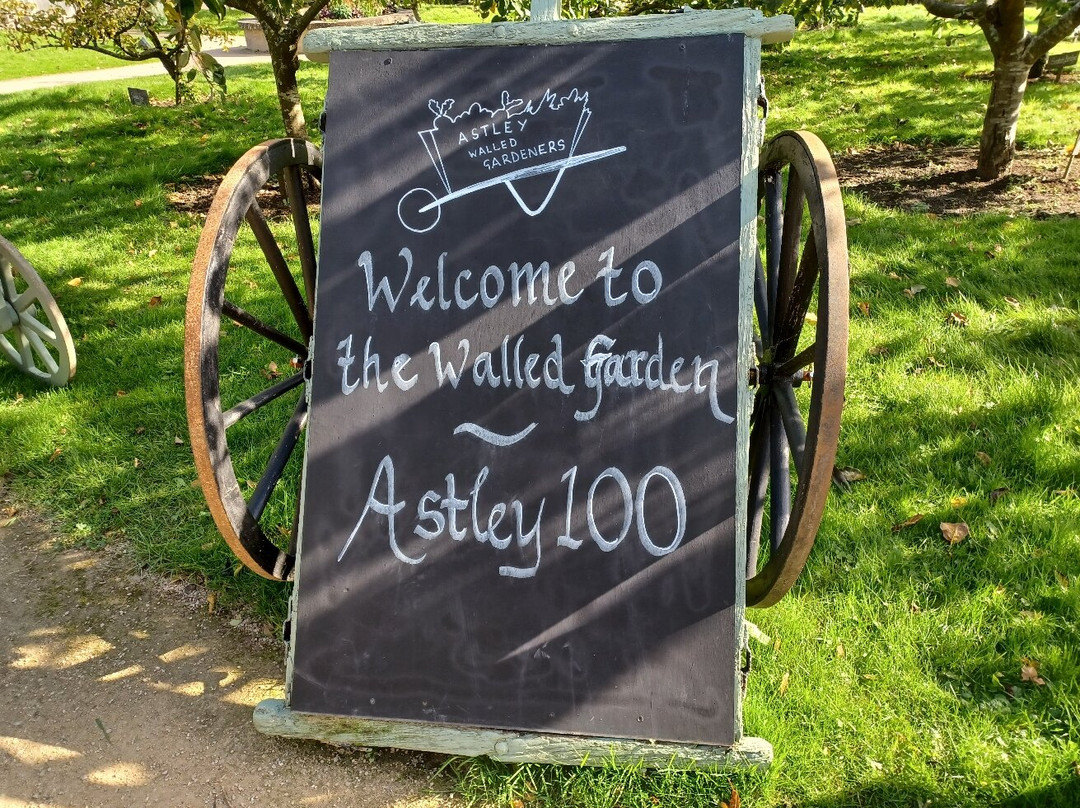 ASTLEY
WALLED
GARDENERS
Welcome to
the Walled Garden
Astley 100